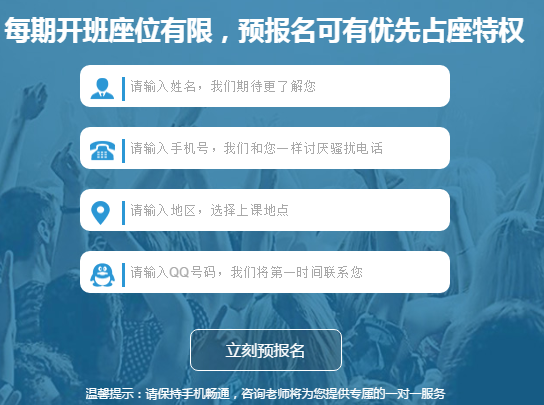 每期开班座位有限，预报名可有优先占座特权
请输入姓名，我们期待更了解您
请输入手机号，我们和您一样讨厌骚扰电话
请输入地区，选择上课地点
请输入QQ号码，我们将第一时间联系您
立刻预报名
温馨提示：请保持手机畅通，咨询老师将为您提供专属的一对一服务